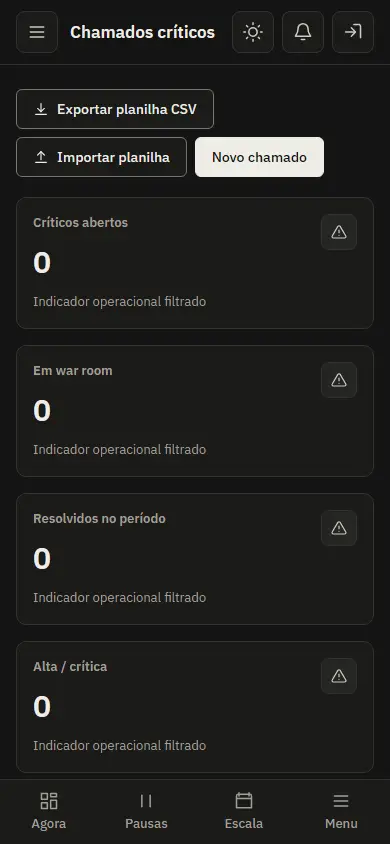 Chamados críticos
Exportar planilha CSV
Importar planilha
Novo chamado
Críticos abertos
0
Indicador operacional filtrado
Em war room
0
Indicador operacional filtrado
Resolvidos no período
0
Indicador operacional filtrado
Alta / crítica
0
Indicador operacional filtrado
Agora
Pausas
Escala
Menu